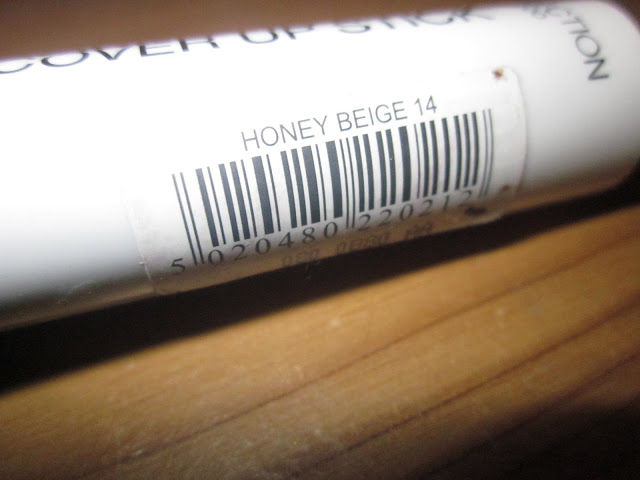 COVER UP STICK
HONEY BEIGE 14
5 020480 220212